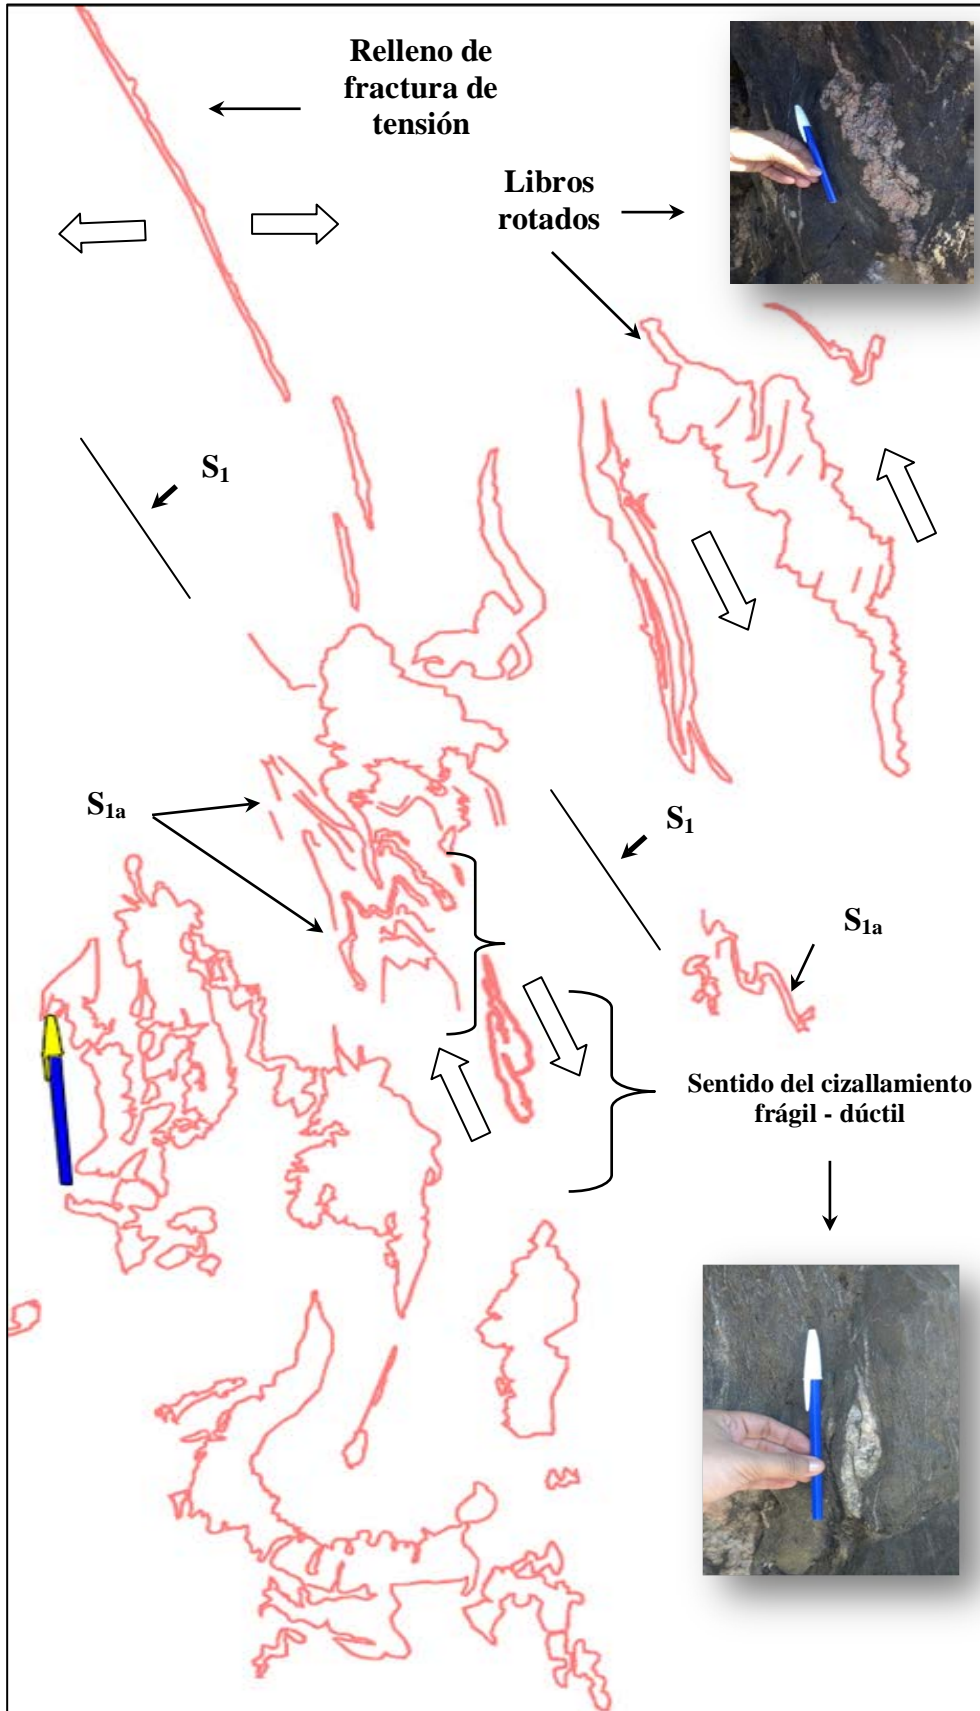 Relleno de
fractura de
tensión
Libros
rotados
S₁
S₁ₐ
S₁
S₁ₐ
Sentido del cizallamiento
frágil - dúctil